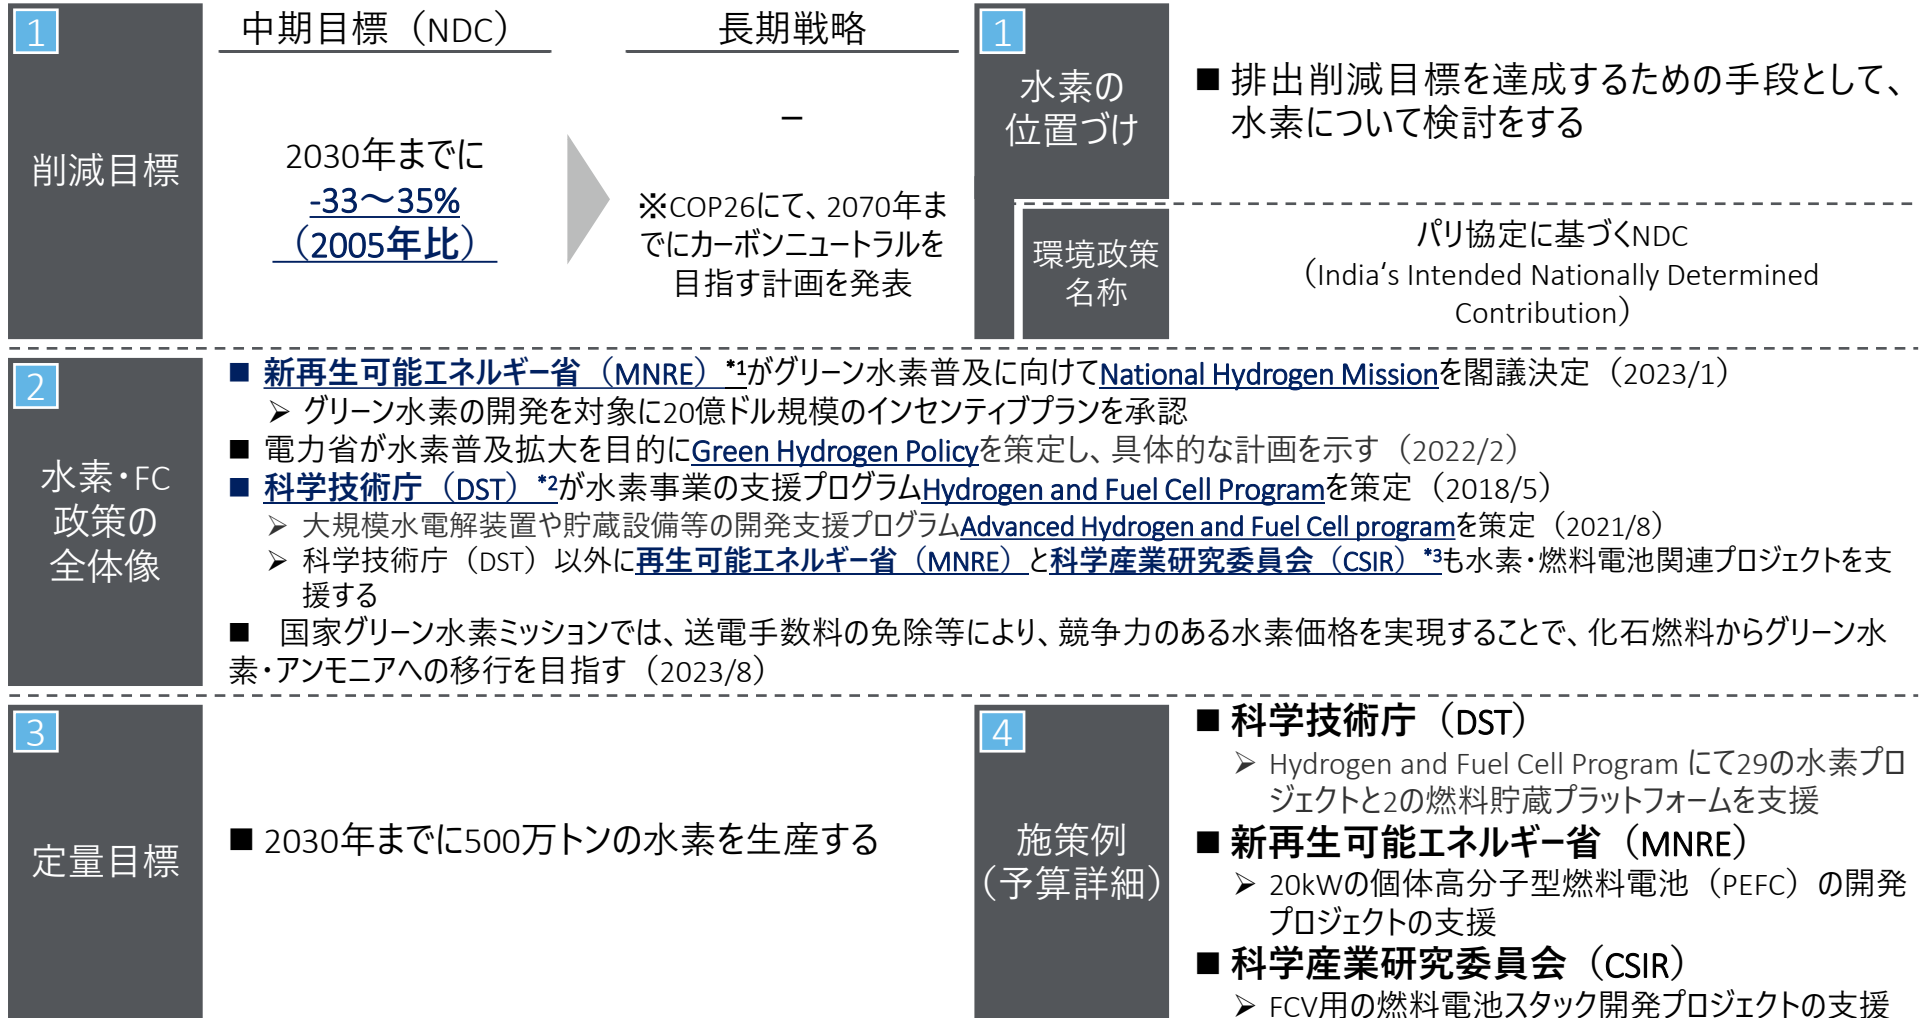 1
削減目標
中期目標（NDC）
2030年までに
-33～35%
（2005年比）
長期戦略
–
※COP26にて、2070年ま
でにカーボンニュートラルを
目指す計画を発表
1
水素の
位置づけ
■ 排出削減目標を達成するための手段として、
水素について検討をする
環境政策
名称
パリ協定に基づくNDC
（India‘s Intended Nationally Determined
Contribution）
2
水素・FC
政策の
全体像
■ 新再生可能エネルギー省（MNRE）*1がグリーン水素普及に向けてNational Hydrogen Missionを閣議決定（2023/1）
➢ グリーン水素の開発を対象に20億ドル規模のインセンティブプランを承認
■ 電力省が水素普及拡大を目的にGreen Hydrogen Policyを策定し、具体的な計画を示す（2022/2）
■ 科学技術庁（DST）*2が水素事業の支援プログラムHydrogen and Fuel Cell Programを策定（2018/5）
➢ 大規模水電解装置や貯蔵設備等の開発支援プログラムAdvanced Hydrogen and Fuel Cell programを策定（2021/8）
➢ 科学技術庁（DST）以外に再生可能エネルギー省（MNRE）と科学産業研究委員会（CSIR）*3も水素・燃料電池関連プロジェクトを支
援する
■ 国家グリーン水素ミッションでは、送電手数料の免除等により、競争力のある水素価格を実現することで、化石燃料からグリーン水
素・アンモニアへの移行を目指す（2023/8）
3
定量目標
■ 2030年までに500万トンの水素を生産する
4
施策例
（予算詳細）
■ 科学技術庁（DST）
➢ Hydrogen and Fuel Cell Program にて29の水素プロ
ジェクトと2の燃料貯蔵プラットフォームを支援
■ 新再生可能エネルギー省（MNRE）
➢ 20kWの個体高分子型燃料電池（PEFC）の開発
プロジェクトの支援
■ 科学産業研究委員会（CSIR）
➢ FCV用の燃料電池スタック開発プロジェクトの支援